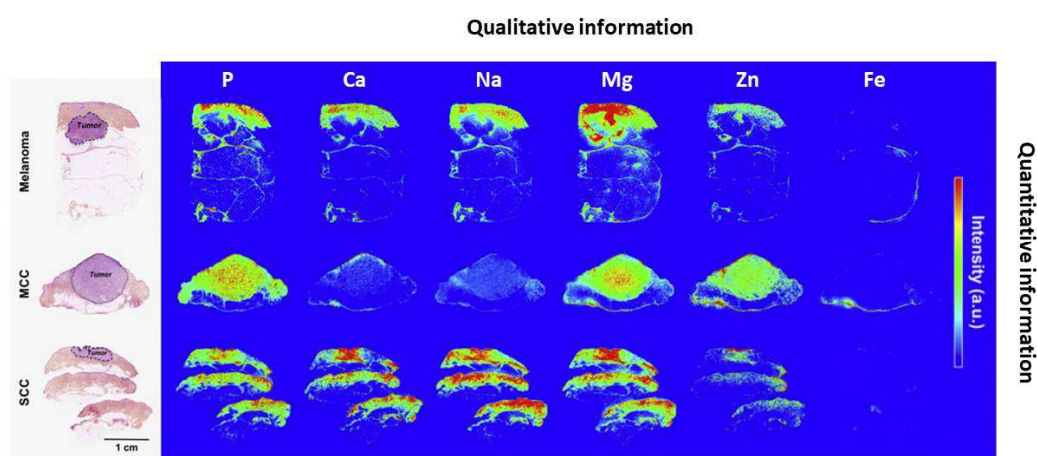 Qualitative information
P Ca Na Mg Zn Fe
Melanoma
Tumor
MCC
Tumor
SCC
Tumor
1 cm
Intensity (a.u.)
Quantitative information